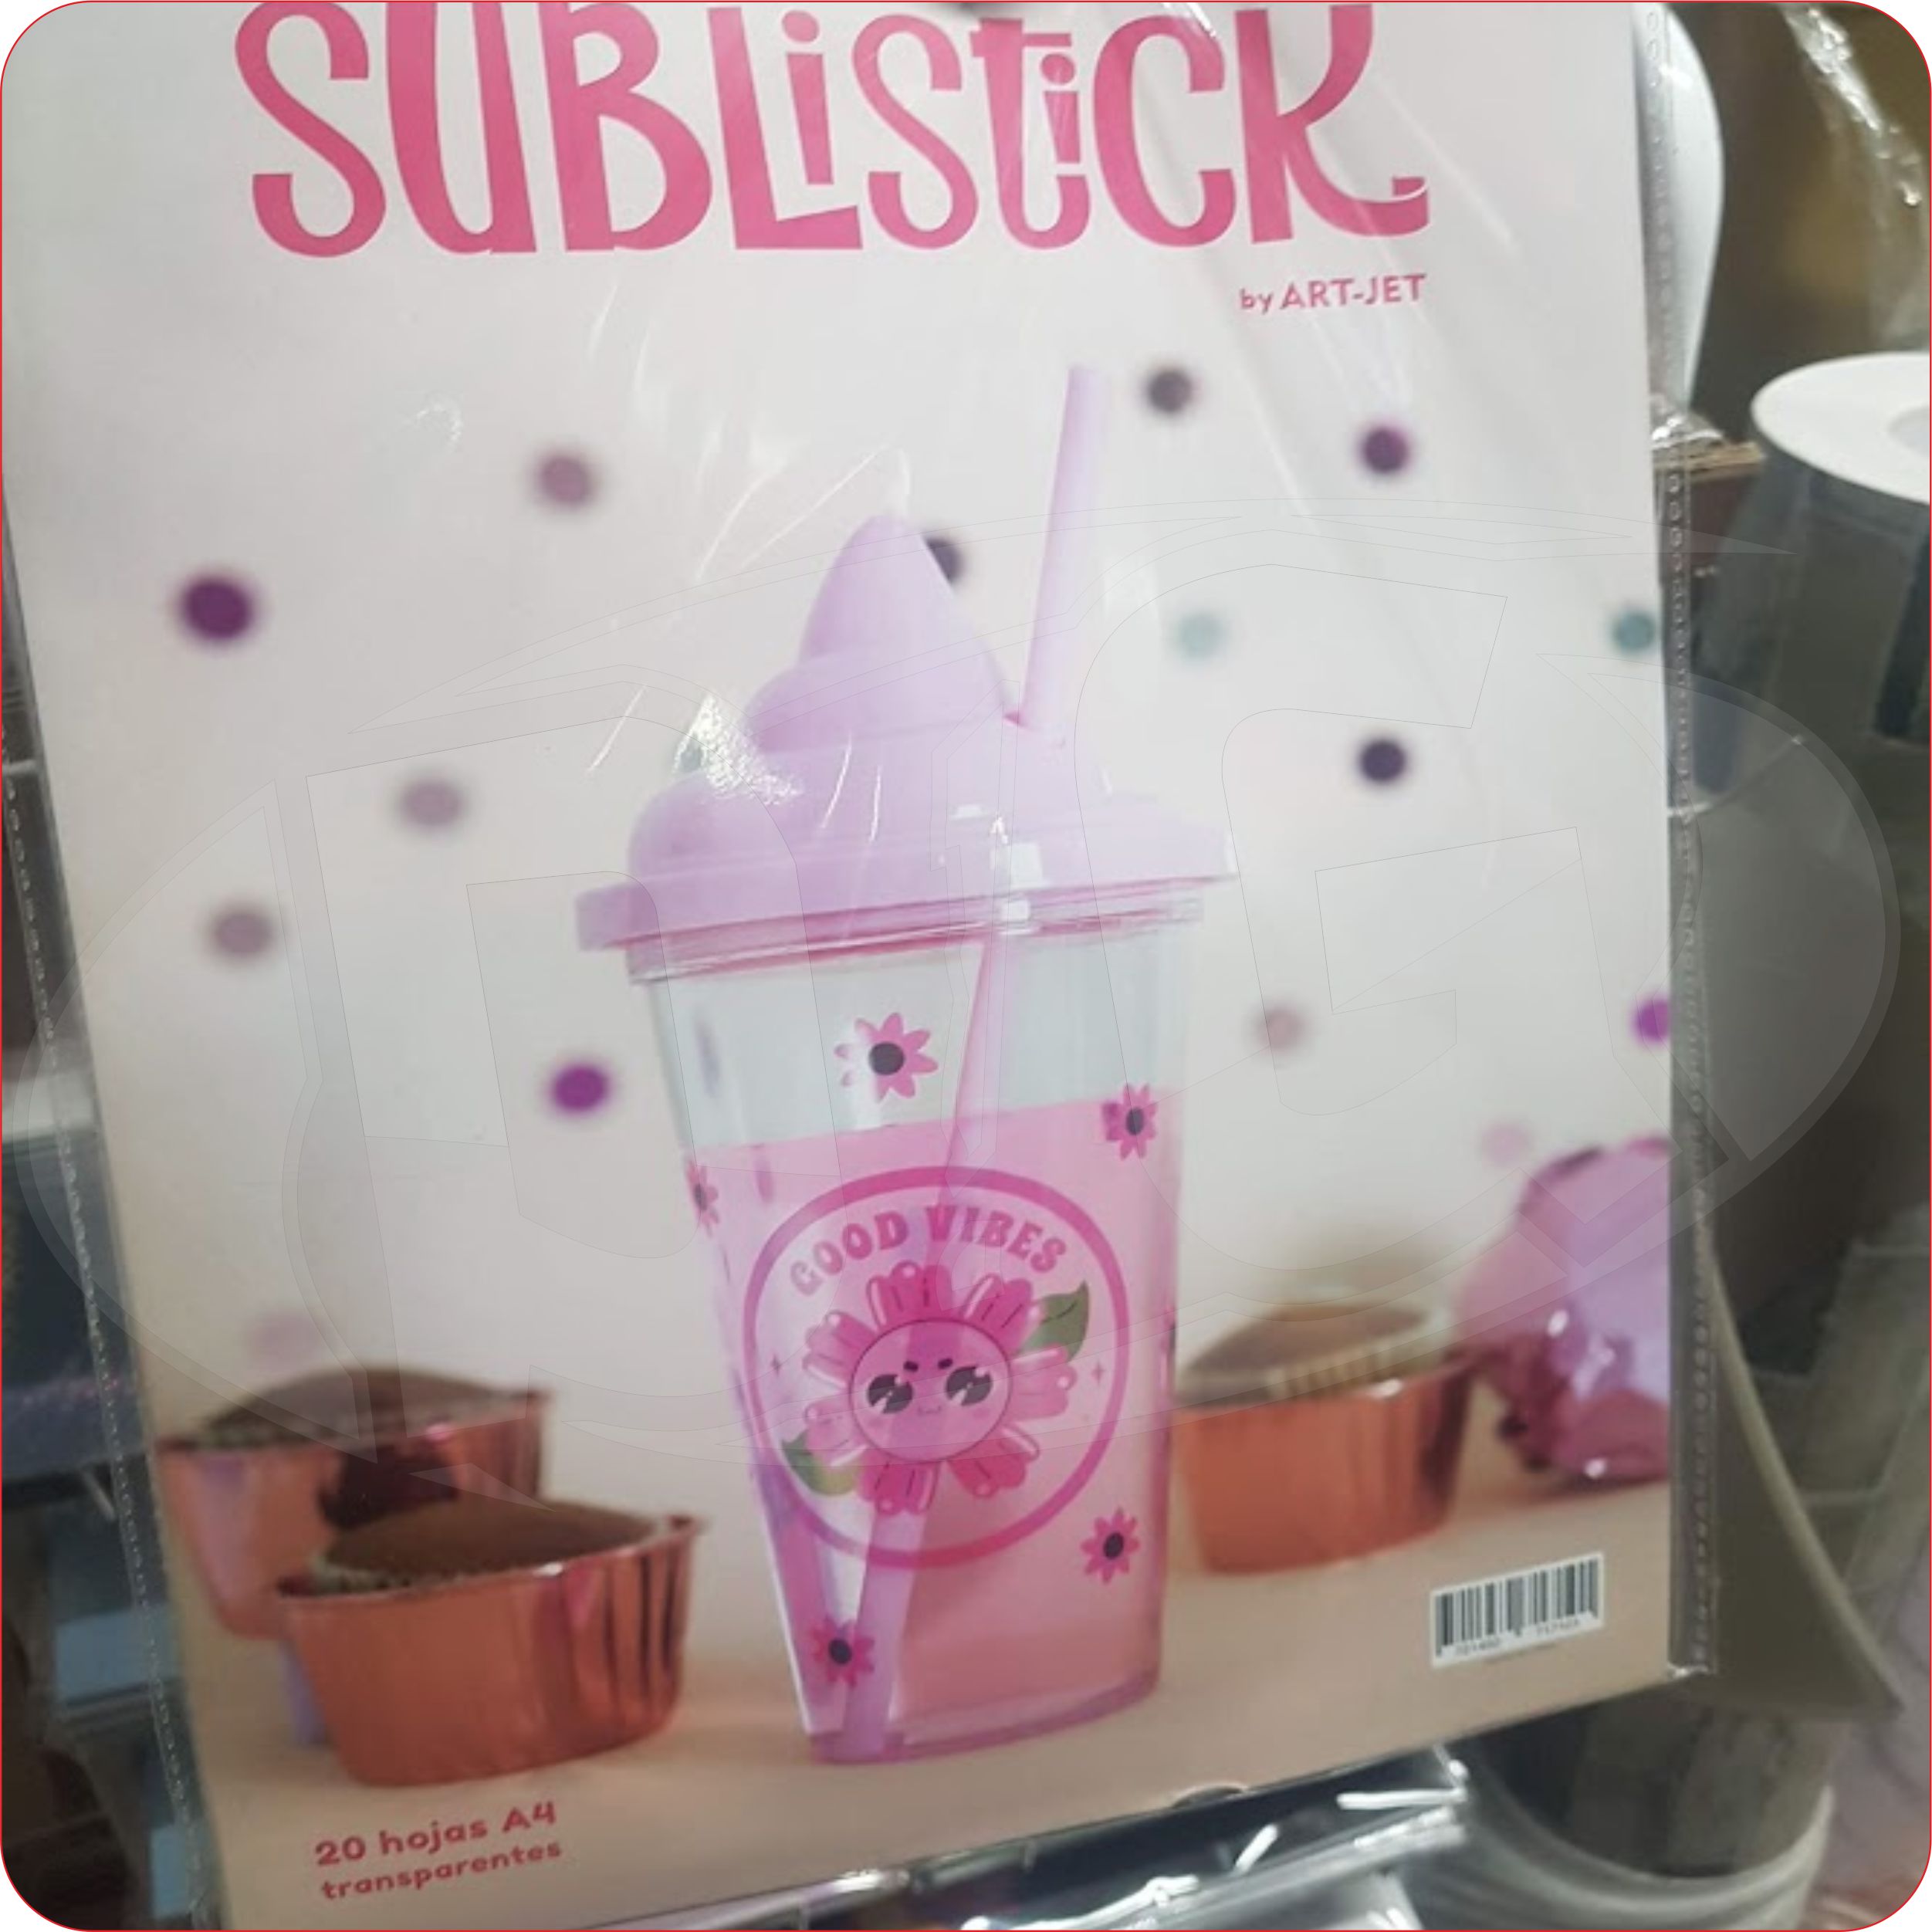 SUBLiStiCK
by ART-JET
GOOD VIBES
20 hojas A4
transparentes